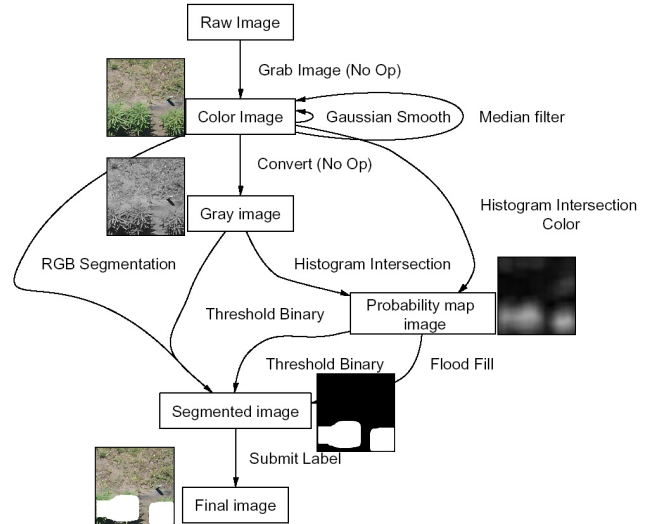 Raw Image
Grab Image (No Op)
Color Image
Gaussian Smooth
Median filter
Convert (No Op)
Gray image
Histogram Intersection
Color
RGB Segmentation
Histogram Intersection
Probability map
image
Threshold Binary
Threshold Binary
Flood Fill
Segmented image
Submit Label
Final image